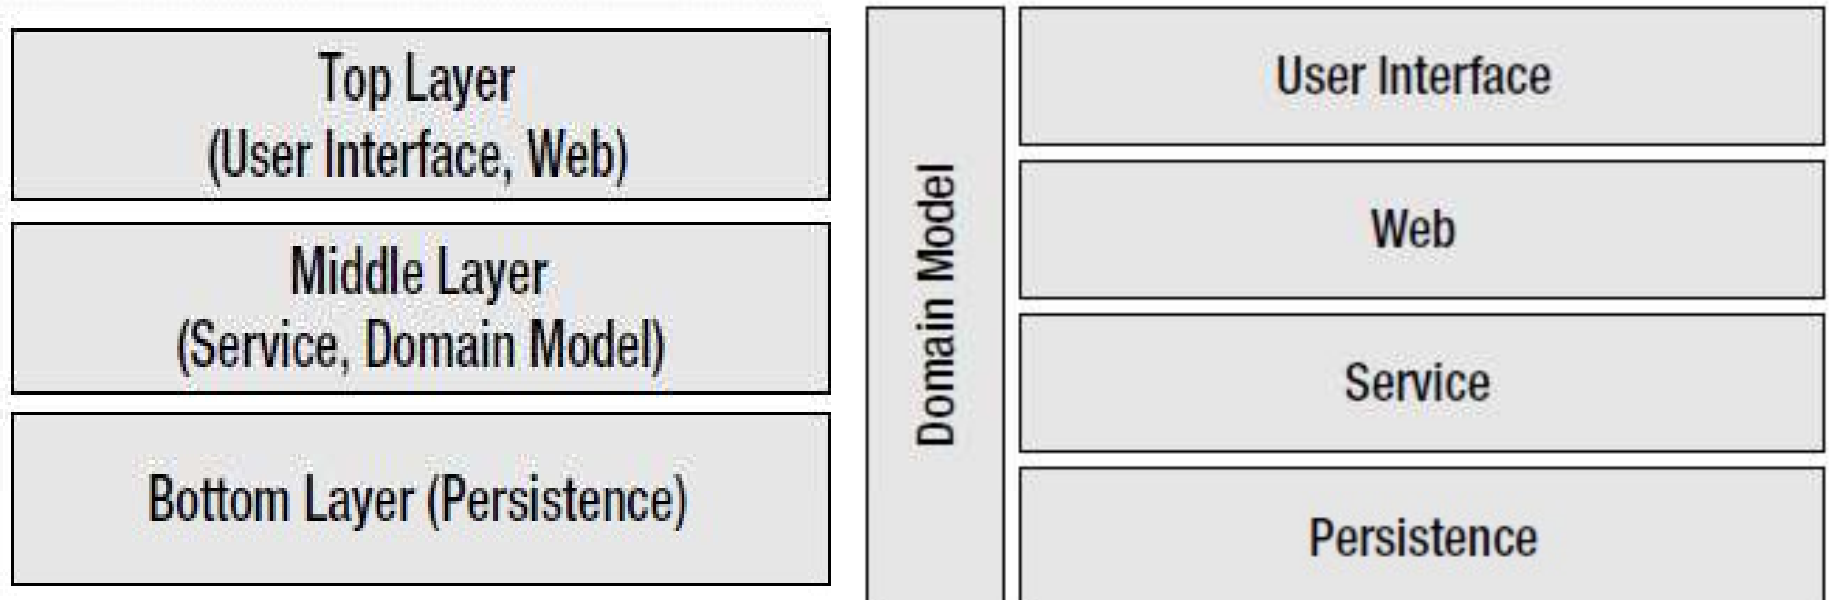 Top Layer
(User Interface, Web)
Middle Layer
(Service, Domain Model)
Bottom Layer (Persistence)
Domain Model
User Interface
Web
Service
Persistence